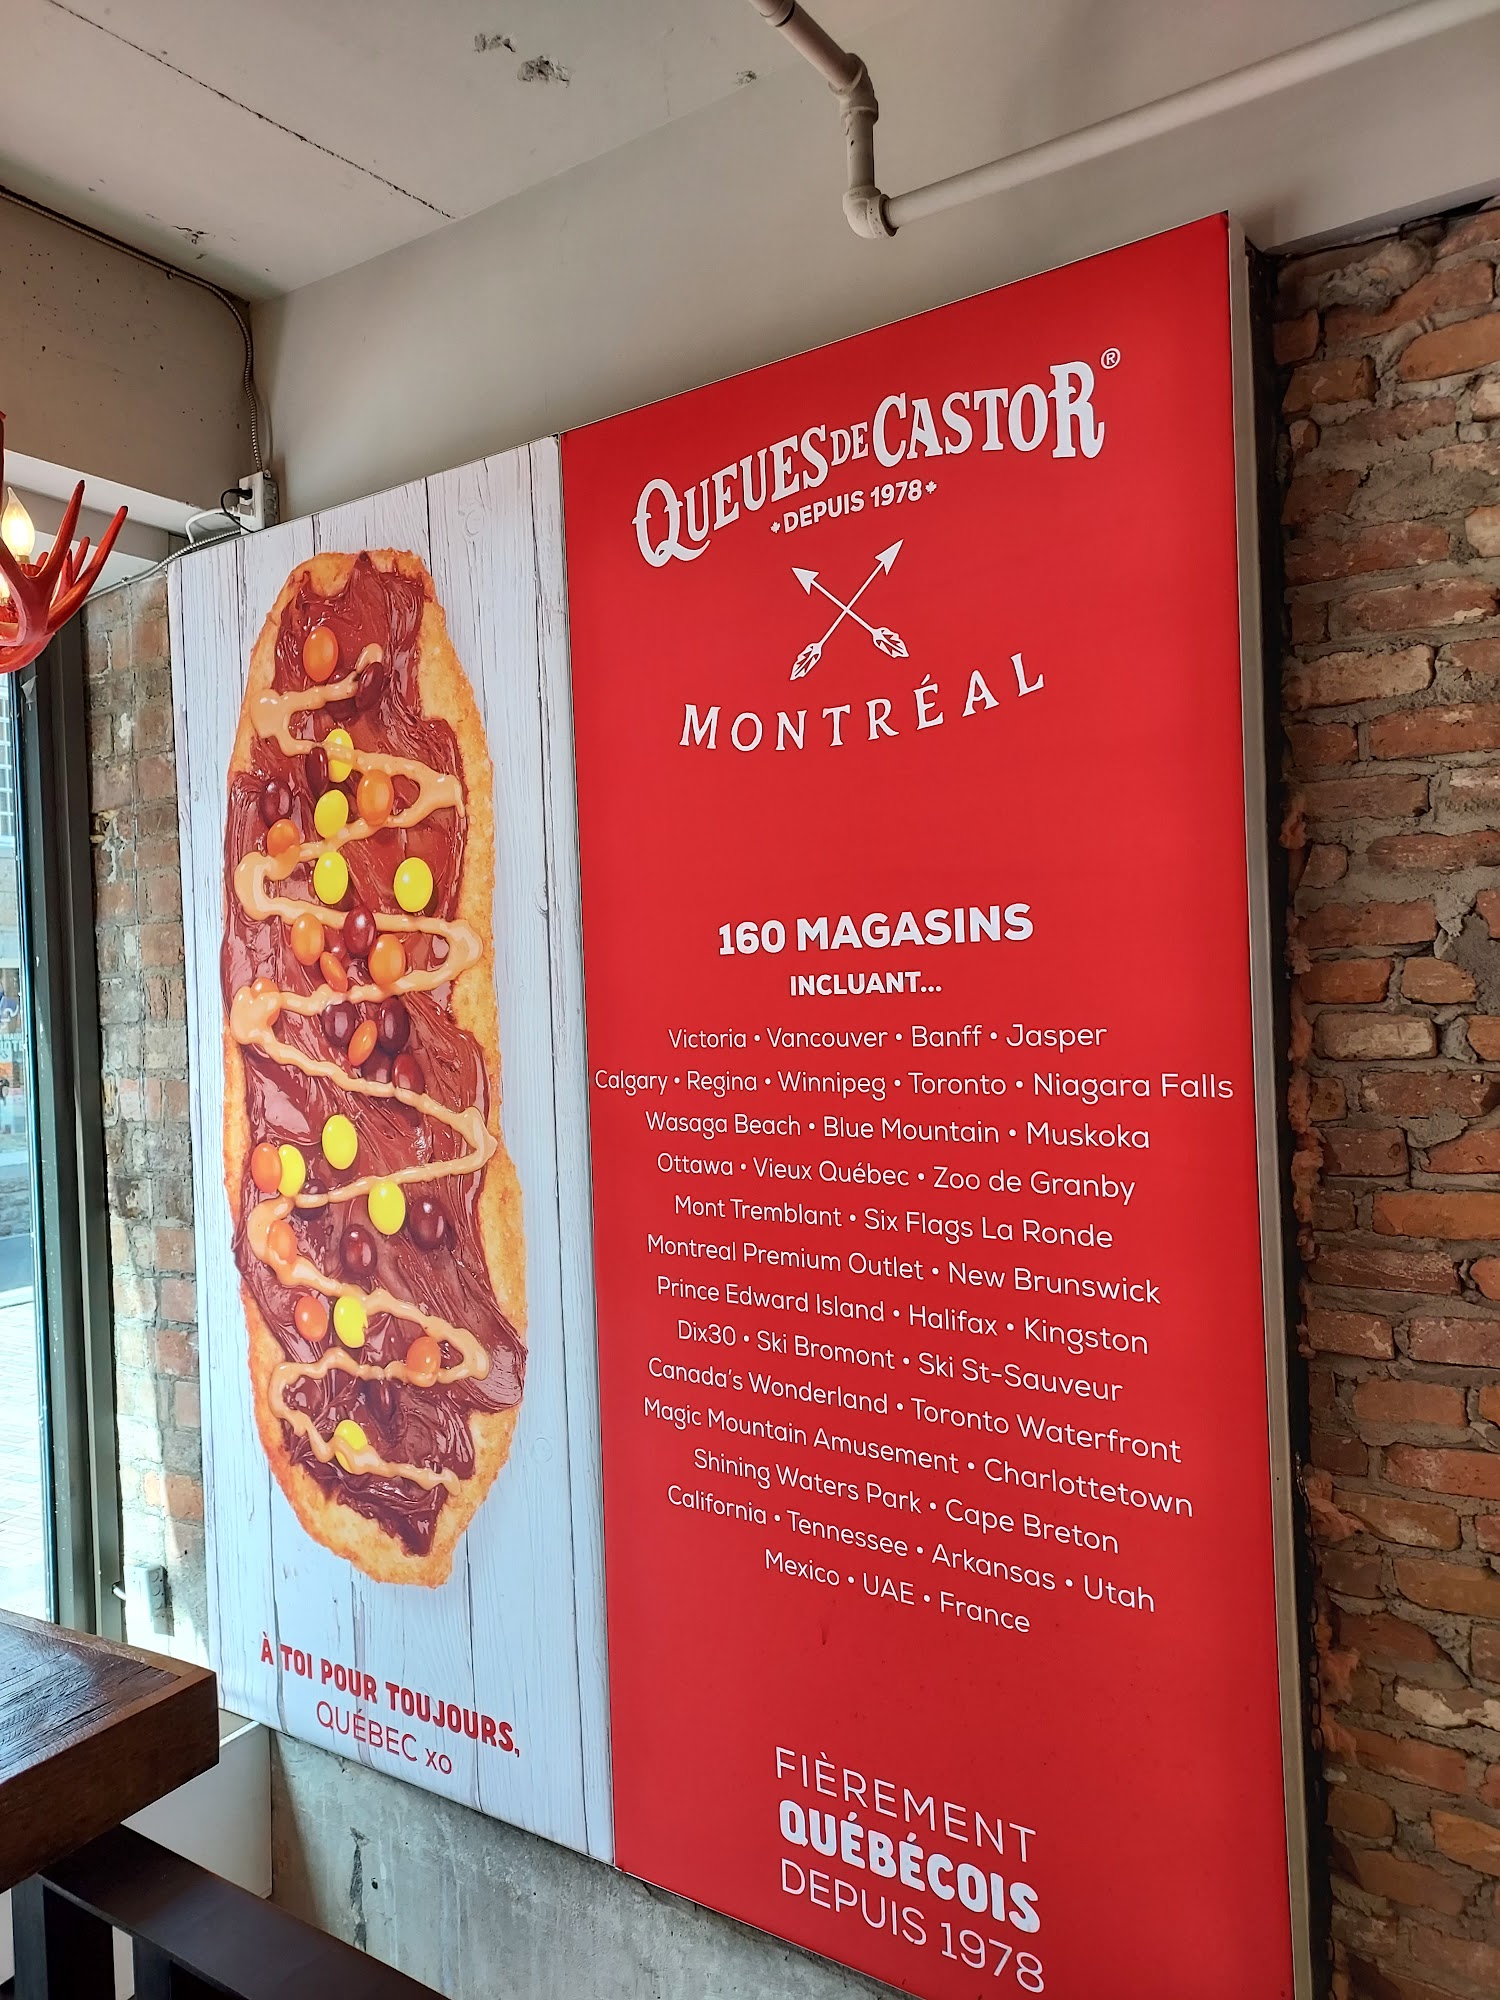 QUEUES DE CASTOR®
DEPUIS 1978
MONTRÉAL
160 MAGASINS
INCLUANT...
Victoria • Vancouver • Banff • Jasper
Calgary • Regina • Winnipeg • Toronto • Niagara Falls
Wasaga Beach • Blue Mountain • Muskoka
Ottawa • Vieux Québec • Zoo de Granby
Mont Tremblant • Six Flags La Ronde
Montreal Premium Outlet • New Brunswick
Prince Edward Island • Halifax • Kingston
Dix30 • Ski Bromont • Ski St-Sauveur
Canada's Wonderland • Toronto Waterfront
Magic Mountain Amusement • Charlottetown
Shining Waters Park • Cape Breton
California • Tennessee • Arkansas • Utah
Mexico • UAE • France
FIÈREMENT
QUÉBÉCOIS
DEPUIS 1978
À TOI POUR TOUJOURS,
QUÉBEC XO